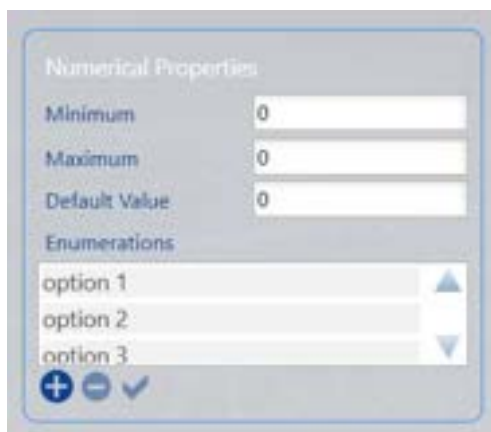 Numerical Properties
Minimum 0
Maximum 0
Default Value 0
Enumerations
option 1
option 2
option 3